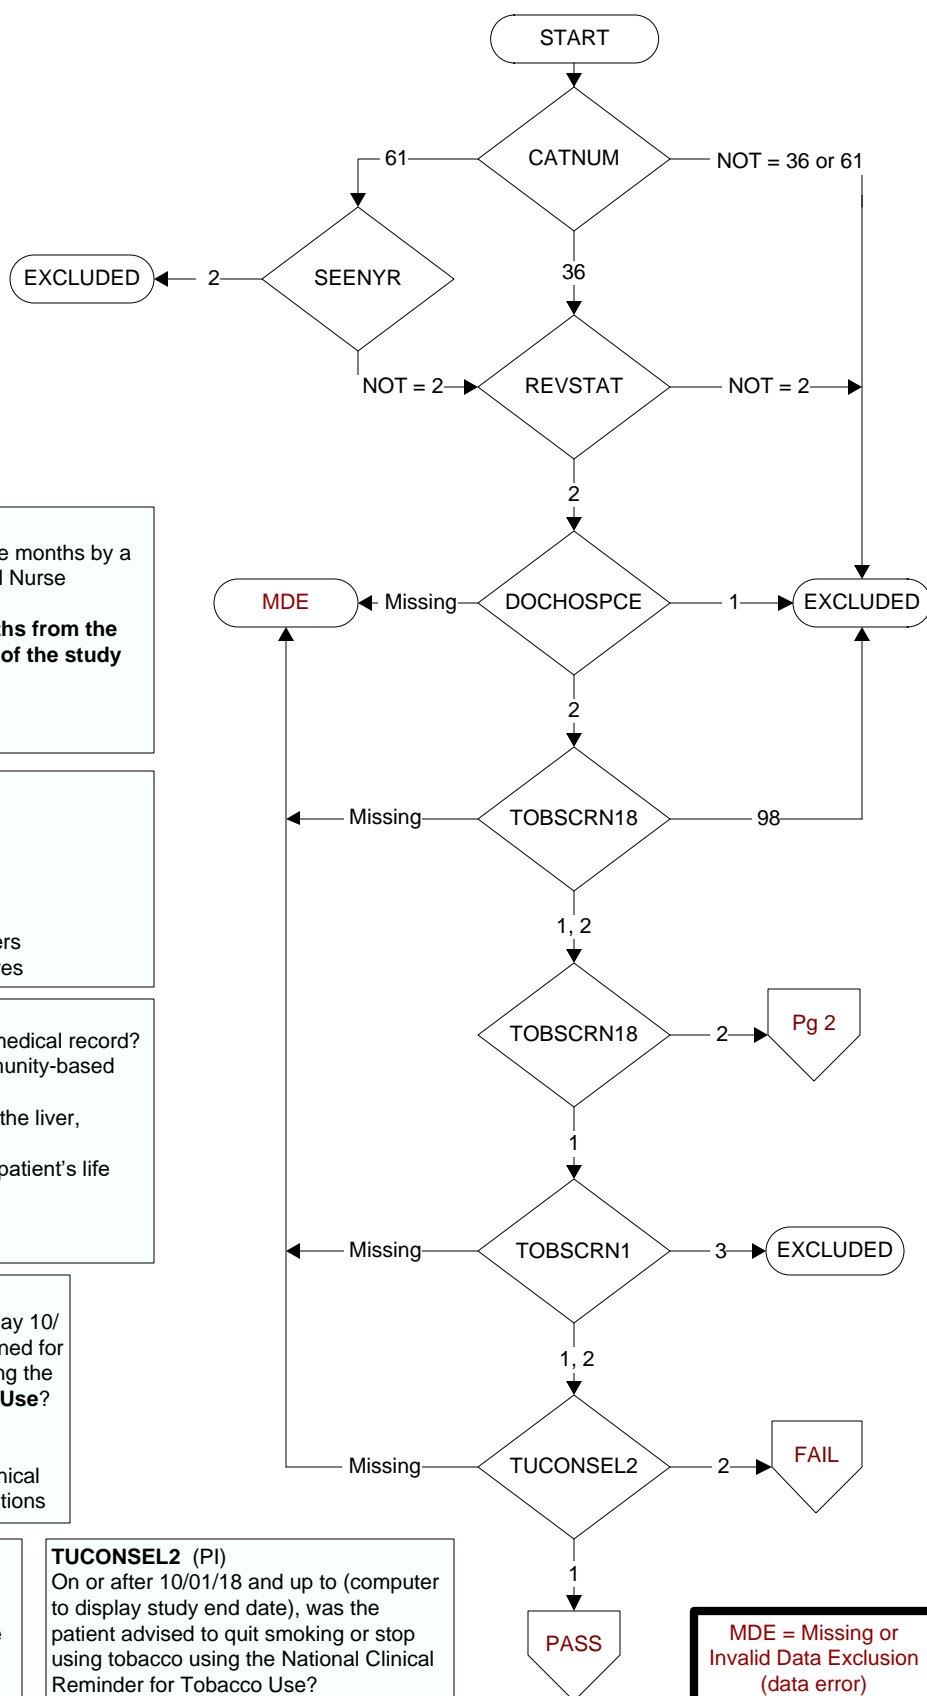 START
CATNUM
61
NOT = 36 or 61
36
SEENYR
EXCLUDED
2
NOT = 2
REVSTAT
NOT = 2
2
e months by a
Nurse
ths from the
of the study
MDE
Missing
DOCHOSPCE
1
EXCLUDED
2
Missing
TOBSCRN18
98
1, 2
ers
es
TOBSCRN18
2
Pg 2
medical record?
unity-based
the liver,
patient's life
1
Missing
TOBSCRN1
3
EXCLUDED
ay 10/
ned for
ng the
Use?
nical
tions
1, 2
Missing
TUCONSEL2
2
FAIL
1
TUCONSEL2 (PI)
On or after 10/01/18 and up to (computer
to display study end date), was the
patient advised to quit smoking or stop
using tobacco using the National Clinical
Reminder for Tobacco Use?
e
PASS
MDE = Missing or
Invalid Data Exclusion
(data error)